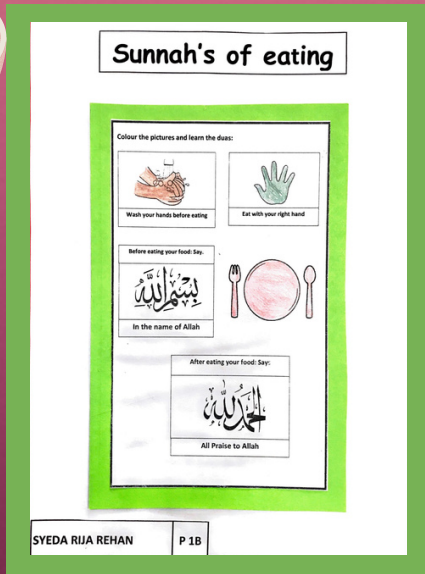 Sunnah's of eating
Colour the pictures and learn the duas:
Wash your hands before eating
Eat with your right hand
Before eating your food: Say.
بِسْمِ اللَّهِ
In the name of Allah
After eating your food: Say:
الْحَمْدُ لِلَّهِ
All Praise to Allah
SYEDA RIJA REHAN P 1B